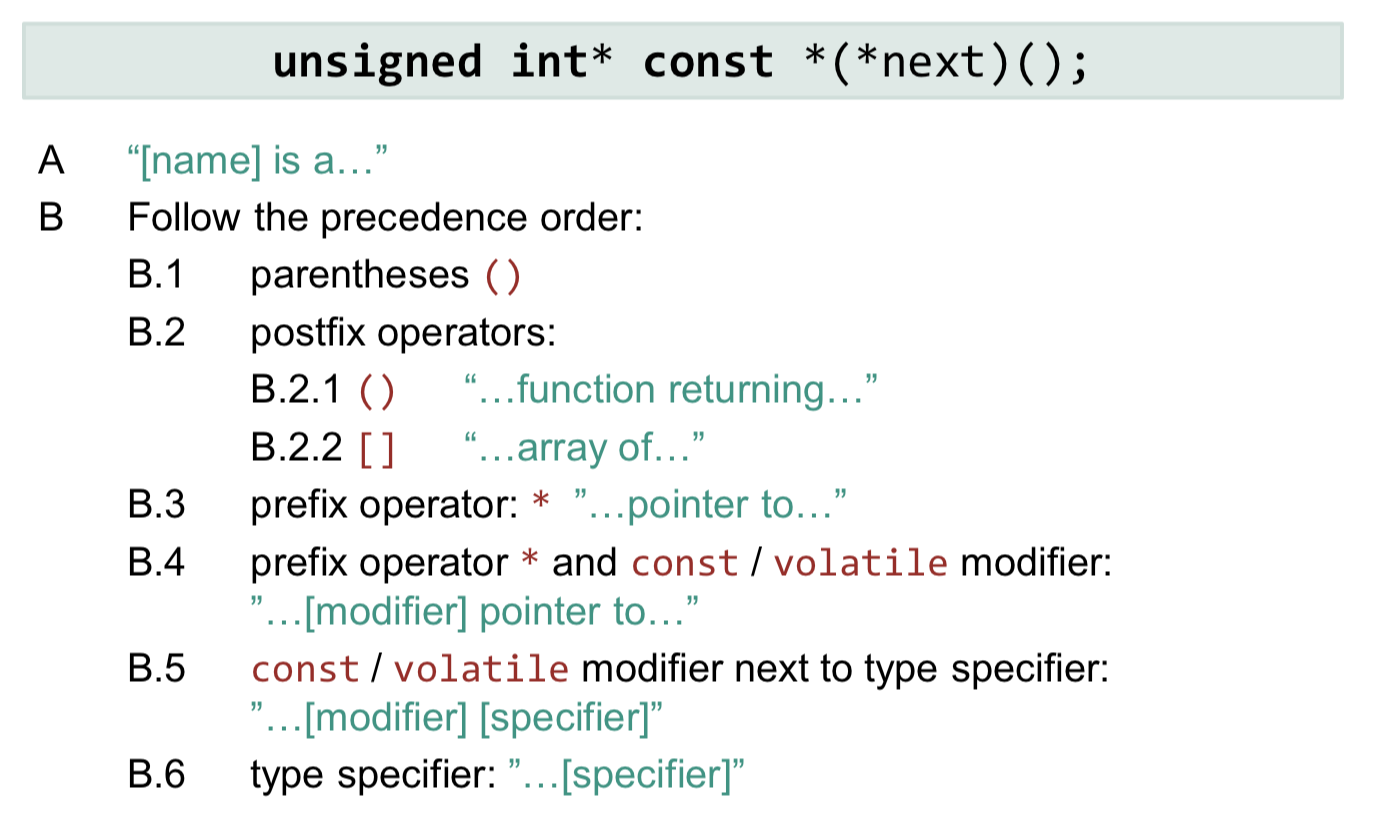 unsigned int* const *(*next)();
A “[name] is a…”
B Follow the precedence order:
B.1 parentheses ()
B.2 postfix operators:
B.2.1 () “…function returning…”
B.2.2 [] “…array of…”
B.3 prefix operator: * ”…pointer to…”
B.4 prefix operator * and const / volatile modifier:
”…[modifier] pointer to…”
B.5 const / volatile modifier next to type specifier:
”…[modifier] [specifier]”
B.6 type specifier: ”…[specifier]”